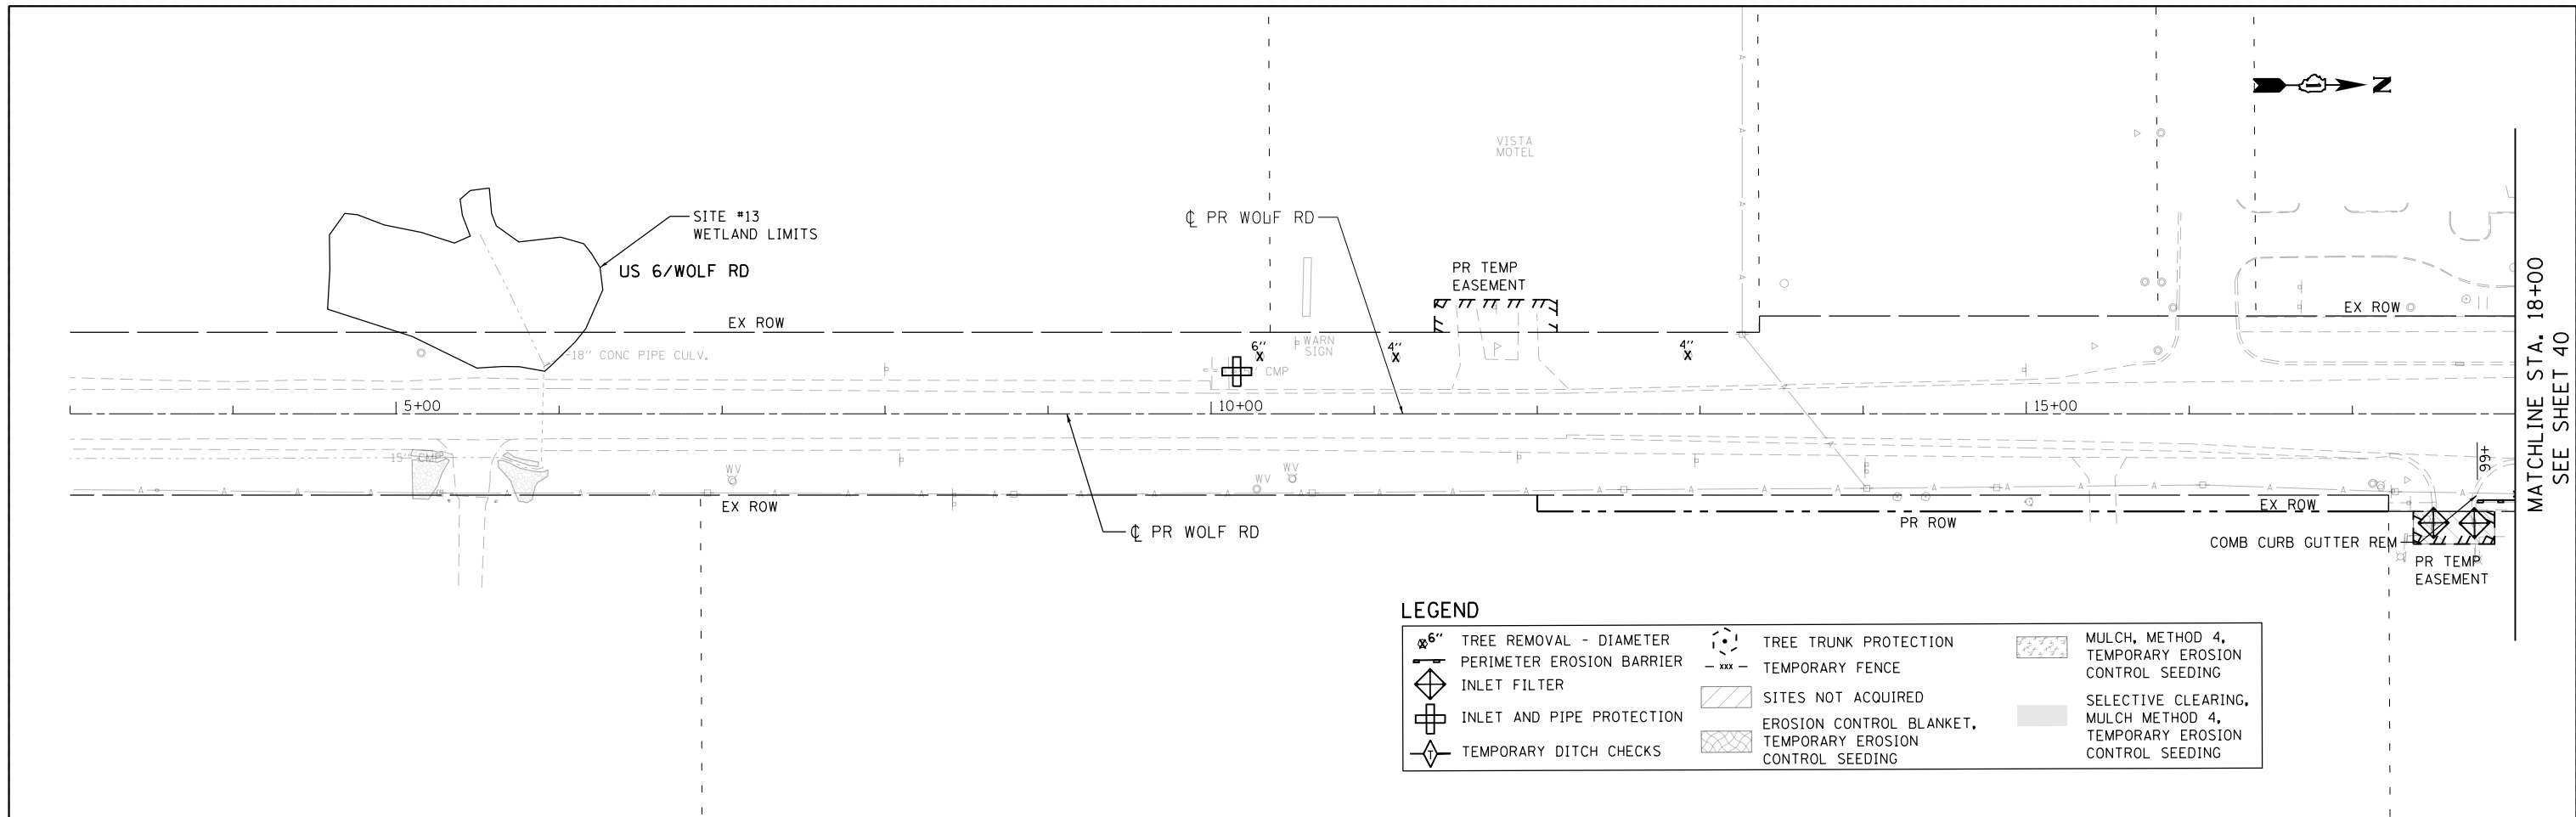 N
VISTA
MOTEL
SITE #13
WETLAND LIMITS
US 6/WOLF RD
℄ PR WOLF RD
PR TEMP
EASEMENT
EX ROW
EX ROW
18" CONC PIPE CULV.
WARN
SIGN
6"
4"
4"
CMP
5+00
10+00
15+00
MATCHLINE STA. 18+00
SEE SHEET 40
15" CMP
WV
WV
WV
99+
EX ROW
EX ROW
PR ROW
℄ PR WOLF RD
COMB CURB GUTTER REM
PR TEMP
EASEMENT
LEGEND
6" TREE REMOVAL - DIAMETER
PERIMETER EROSION BARRIER
INLET FILTER
INLET AND PIPE PROTECTION
T TEMPORARY DITCH CHECKS
TREE TRUNK PROTECTION
XXX TEMPORARY FENCE
SITES NOT ACQUIRED
EROSION CONTROL BLANKET,
TEMPORARY EROSION
CONTROL SEEDING
MULCH, METHOD 4,
TEMPORARY EROSION
CONTROL SEEDING
SELECTIVE CLEARING,
MULCH METHOD 4,
TEMPORARY EROSION
CONTROL SEEDING